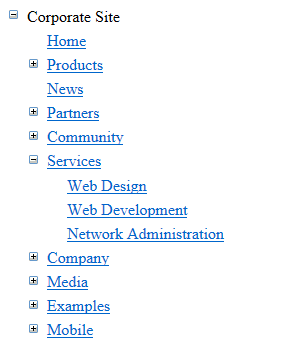 Corporate Site
Home
Products
News
Partners
Community
Services
Web Design
Web Development
Network Administration
Company
Media
Examples
Mobile